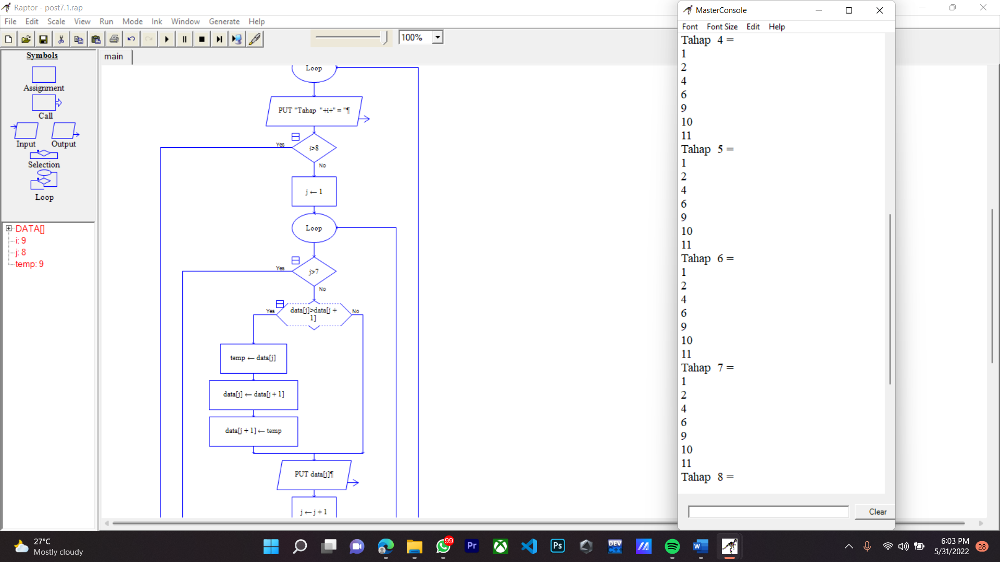 Raptor - post7.1.rap
File Edit Scale View Run Mode Ink Window Generate Help
100%
Symbols
Assignment
Call
Input Output
Selection
Loop
DATA[]
i: 9
j: 8
temp: 9
main
Loop
PUT "Tahap "+i+" = "¶
Yes
i>8
No
j ← 1
Loop
Yes
j>7
No
Yes
data[j]>data[j +
1]
No
temp ← data[j]
data[j] ← data[j + 1]
data[j + 1] ← temp
PUT data[j]¶
j ← j + 1
MasterConsole
Font Font Size Edit Help
Tahap 4 =
1
2
4
6
9
10
11
Tahap 5 =
1
2
4
6
9
10
11
Tahap 6 =
1
2
4
6
9
10
11
Tahap 7 =
1
2
4
6
9
10
11
Tahap 8 =
Clear
27°C
Mostly cloudy
99
Pr
Ps
DEV
C++
W
6:03 PM
5/31/2022
28